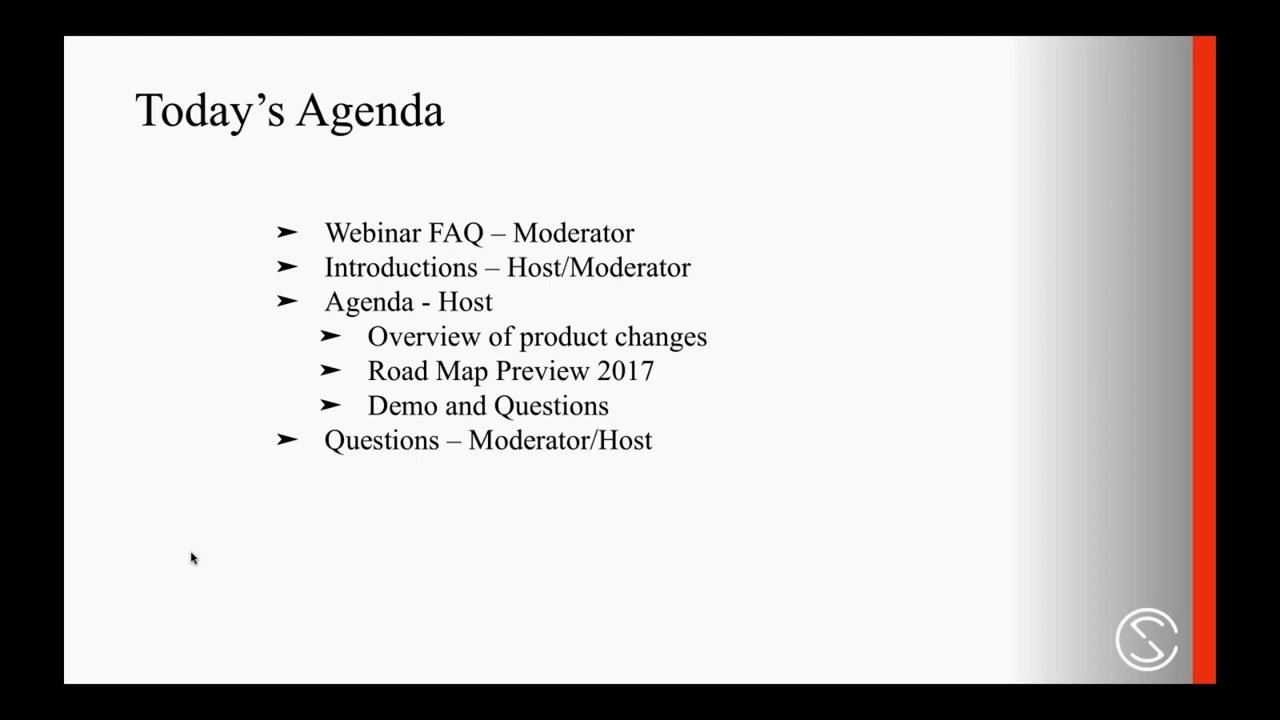 Today’s Agenda
➤ Webinar FAQ – Moderator
➤ Introductions – Host/Moderator
➤ Agenda - Host
➤ Overview of product changes
➤ Road Map Preview 2017
➤ Demo and Questions
➤ Questions – Moderator/Host